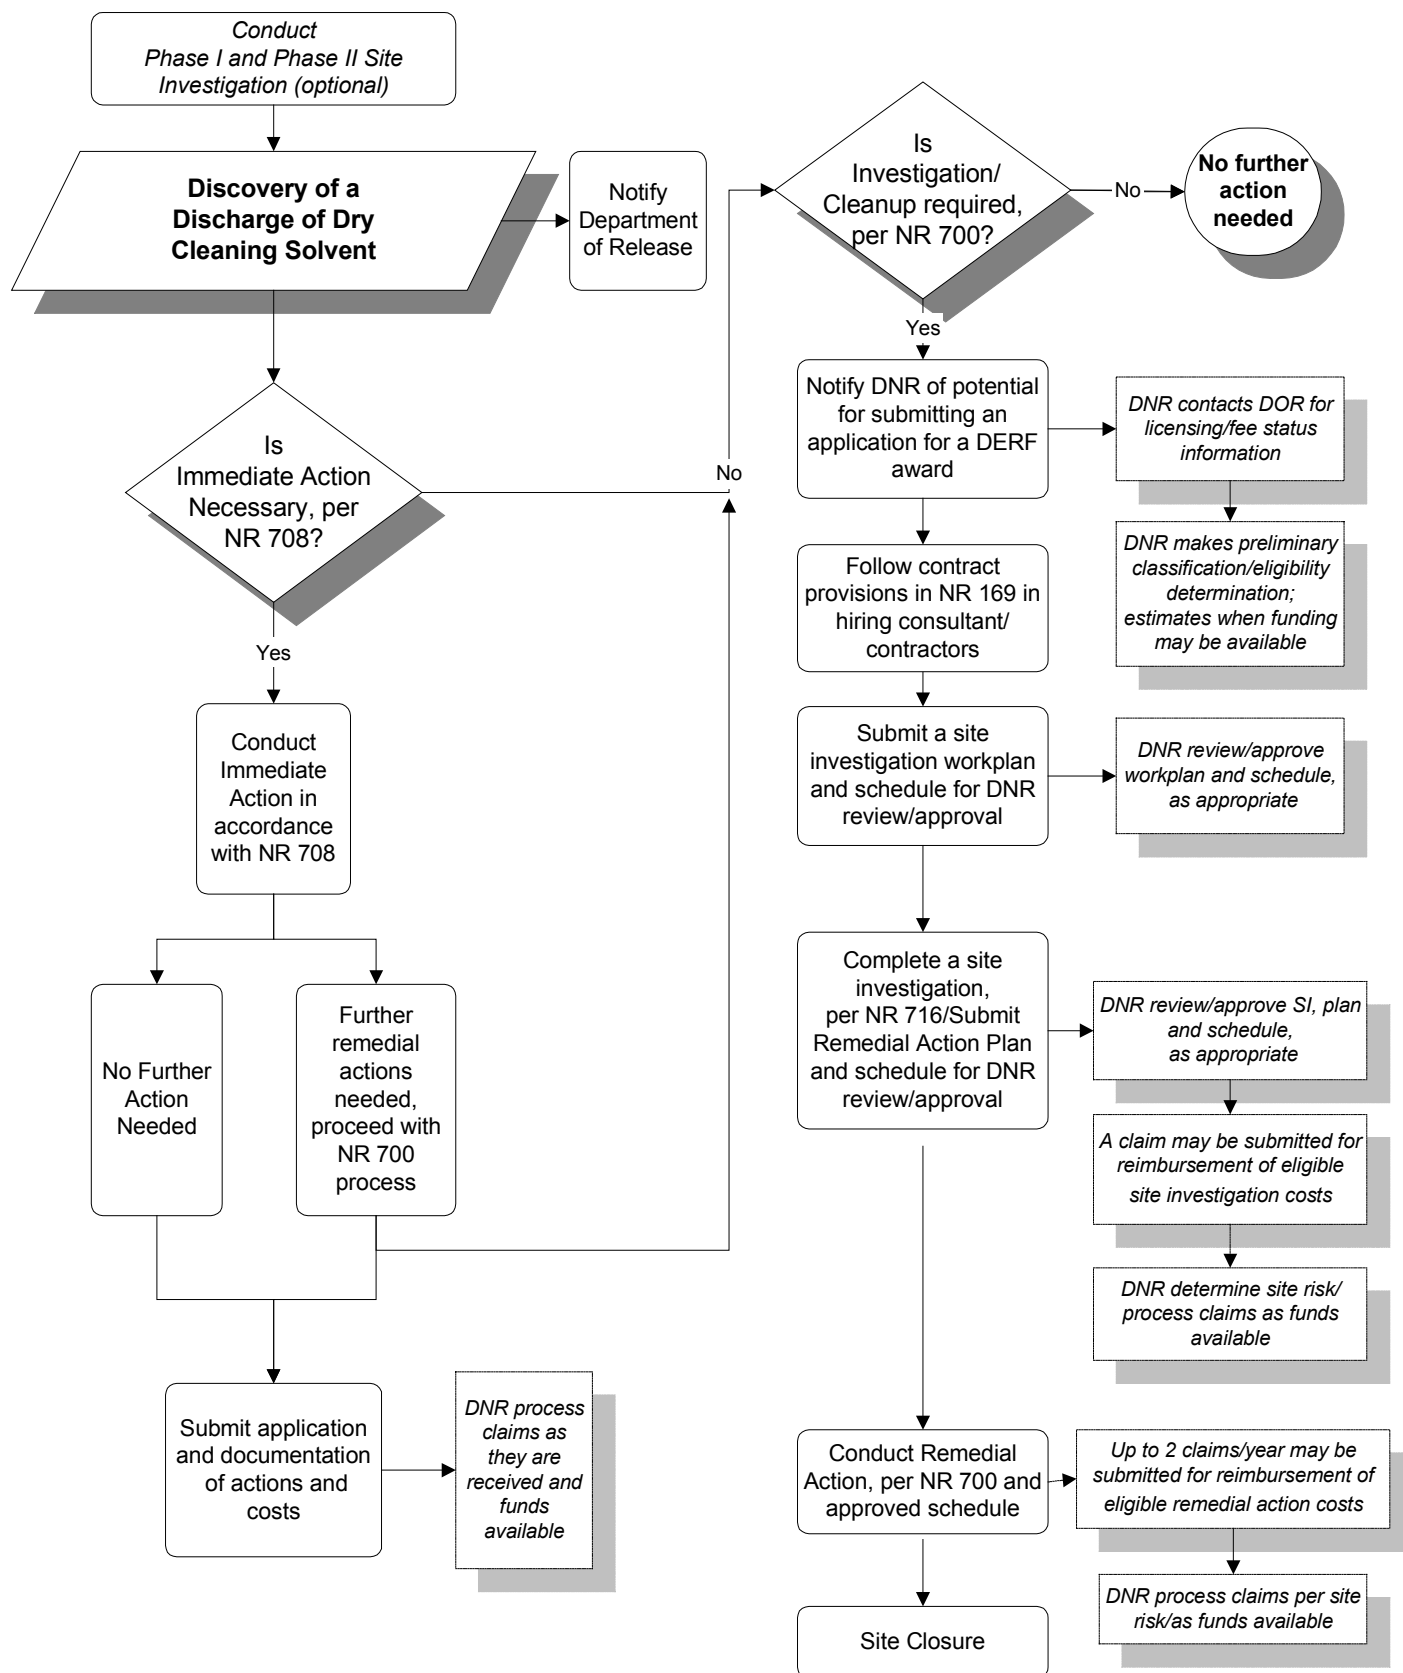 Conduct
Phase I and Phase II Site
Investigation (optional)
Discovery of a
Discharge of Dry
Cleaning Solvent
Notify
Department
of Release
Is
Immediate Action
Necessary, per
NR 708?
No
Yes
Conduct
Immediate
Action in
accordance
with NR 708
No Further
Action
Needed
Further
remedial
actions
needed,
proceed with
NR 700
process
Submit application
and documentation
of actions and
costs
DNR process
claims as
they are
received and
funds
available
Is
Investigation/
Cleanup required,
per NR 700?
No
No further
action
needed
Yes
Notify DNR of potential
for submitting an
application for a DERF
award
DNR contacts DOR for
licensing/fee status
information
DNR makes preliminary
classification/eligibility
determination;
estimates when funding
may be available
Follow contract
provisions in NR 169 in
hiring consultant/
contractors
Submit a site
investigation workplan
and schedule for DNR
review/approval
DNR review/approve
workplan and schedule,
as appropriate
Complete a site
investigation,
per NR 716/Submit
Remedial Action Plan
and schedule for DNR
review/approval
DNR review/approve SI, plan
and schedule,
as appropriate
A claim may be submitted for
reimbursement of eligible
site investigation costs
DNR determine site risk/
process claims as funds
available
Conduct Remedial
Action, per NR 700 and
approved schedule
Up to 2 claims/year may be
submitted for reimbursement of
eligible remedial action costs
DNR process claims per site
risk/as funds available
Site Closure